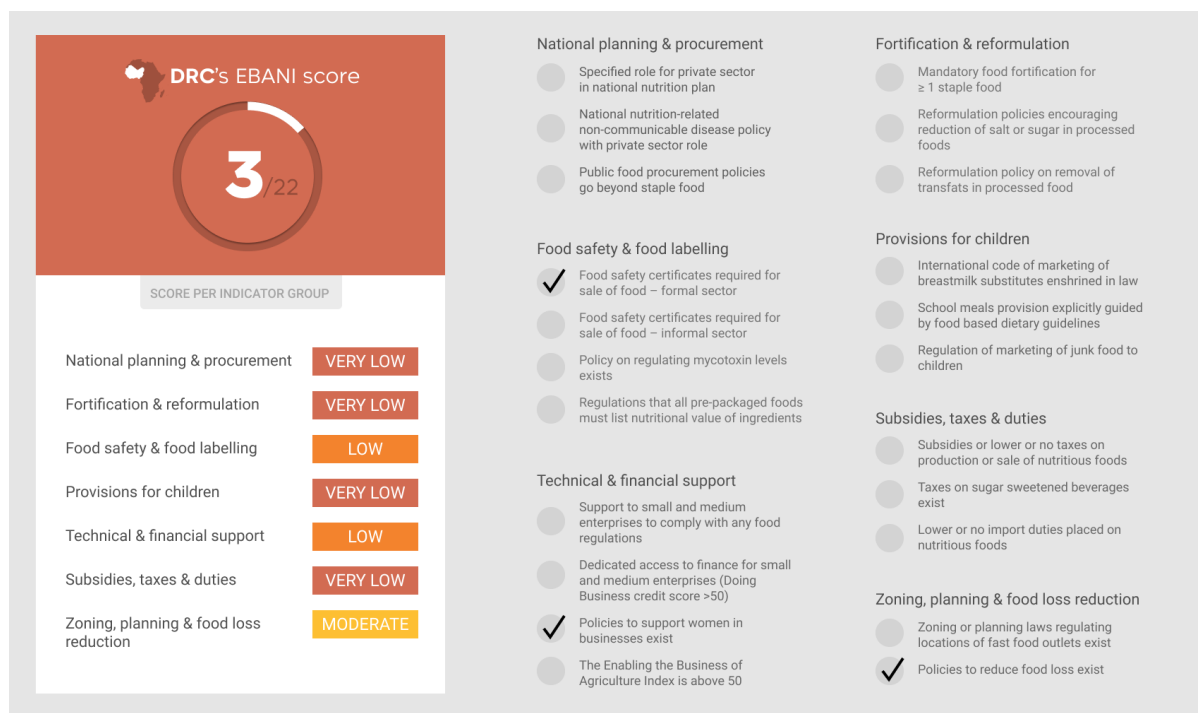 DRC's EBANI score
3/22
SCORE PER INDICATOR GROUP
National planning & procurement VERY LOW
Fortification & reformulation VERY LOW
Food safety & food labelling LOW
Provisions for children VERY LOW
Technical & financial support LOW
Subsidies, taxes & duties VERY LOW
Zoning, planning & food loss
reduction
MODERATE
National planning & procurement
Specified role for private sector
in national nutrition plan
National nutrition-related
non-communicable disease policy
with private sector role
Public food procurement policies
go beyond staple food
Food safety & food labelling
Food safety certificates required for
sale of food – formal sector
Food safety certificates required for
sale of food – informal sector
Policy on regulating mycotoxin levels
exists
Regulations that all pre-packaged foods
must list nutritional value of ingredients
Technical & financial support
Support to small and medium
enterprises to comply with any food
regulations
Dedicated access to finance for small
and medium enterprises (Doing
Business credit score >50)
Policies to support women in
businesses exist
The Enabling the Business of
Agriculture Index is above 50
Fortification & reformulation
Mandatory food fortification for
≥ 1 staple food
Reformulation policies encouraging
reduction of salt or sugar in processed
foods
Reformulation policy on removal of
transfats in processed food
Provisions for children
International code of marketing of
breastmilk substitutes enshrined in law
School meals provision explicitly guided
by food based dietary guidelines
Regulation of marketing of junk food to
children
Subsidies, taxes & duties
Subsidies or lower or no taxes on
production or sale of nutritious foods
Taxes on sugar sweetened beverages
exist
Lower or no import duties placed on
nutritious foods
Zoning, planning & food loss reduction
Zoning or planning laws regulating
locations of fast food outlets exist
Policies to reduce food loss exist